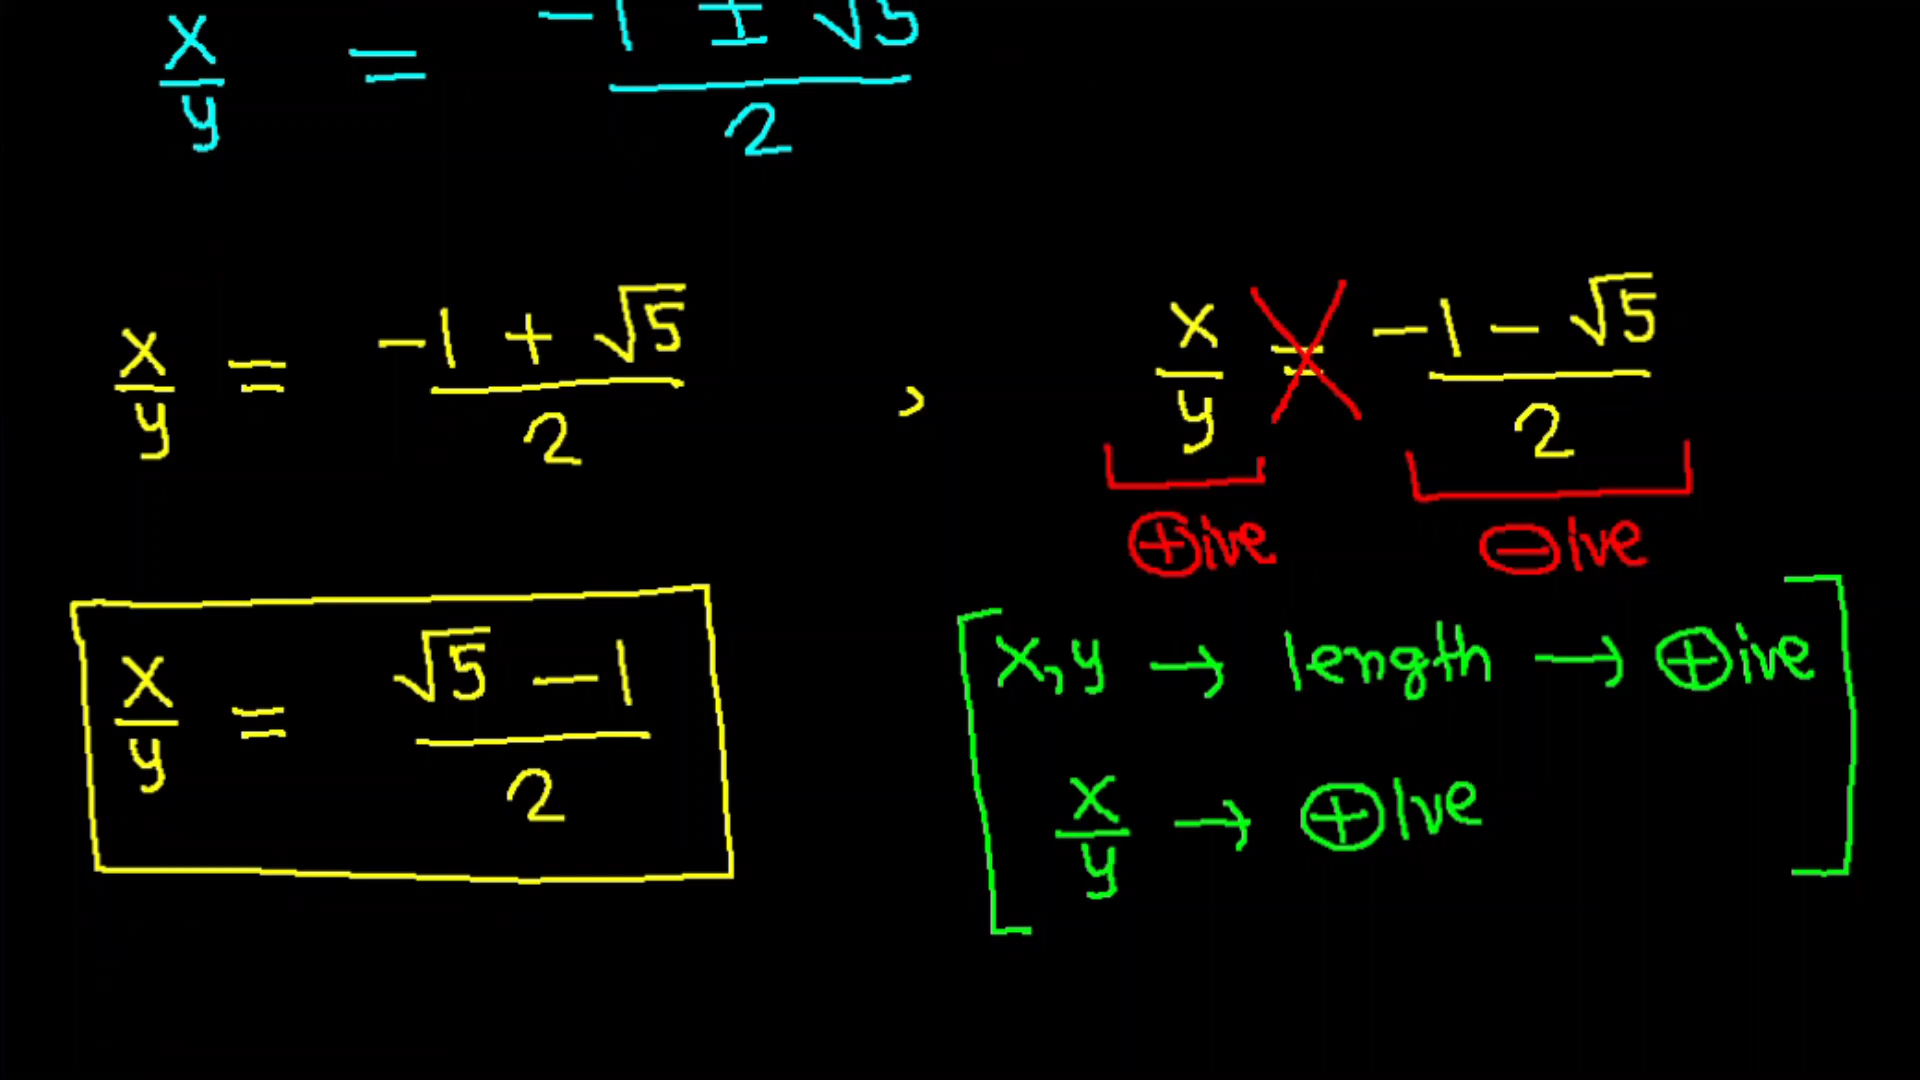 x/y = (-1 ± √5)/2
x/y = (-1 + √5)/2 , x/y = (-1 - √5)/2
⊕ive ⊖ive
x/y = (√5 - 1)/2
[x, y → length → ⊕ive
x/y → ⊕ive]